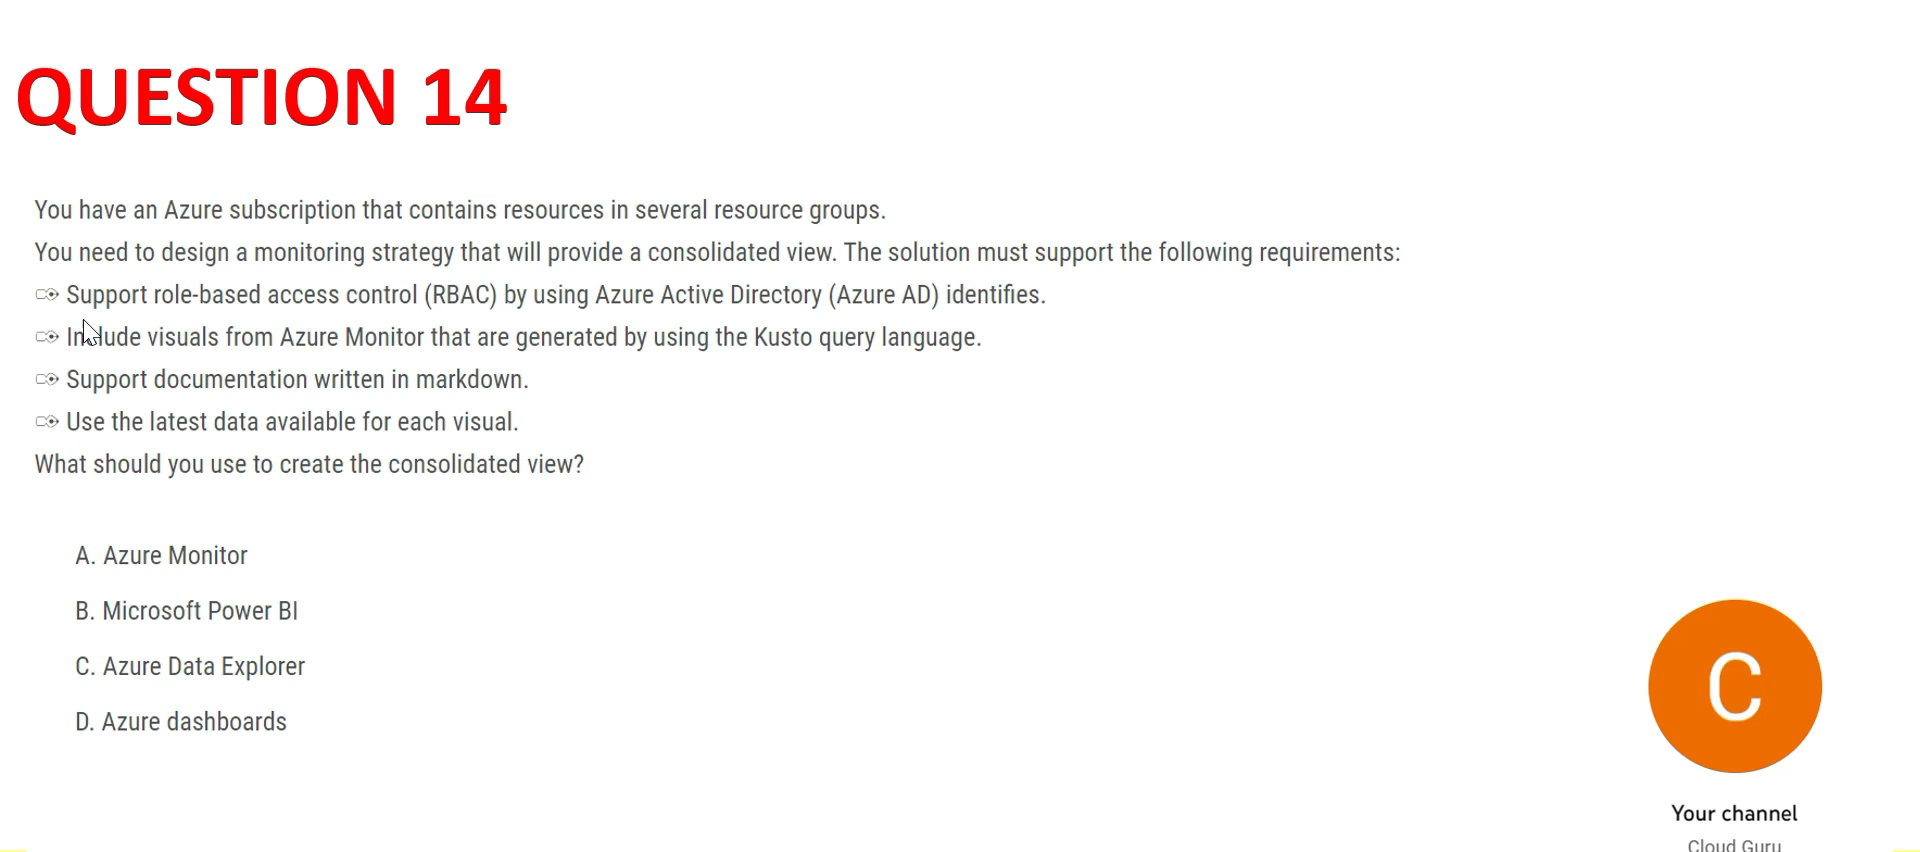 QUESTION 14
You have an Azure subscription that contains resources in several resource groups.
You need to design a monitoring strategy that will provide a consolidated view. The solution must support the following requirements:
Support role-based access control (RBAC) by using Azure Active Directory (Azure AD) identifies.
Include visuals from Azure Monitor that are generated by using the Kusto query language.
Support documentation written in markdown.
Use the latest data available for each visual.
What should you use to create the consolidated view?
A. Azure Monitor
B. Microsoft Power BI
C. Azure Data Explorer
D. Azure dashboards
C
Your channel
Cloud Guru